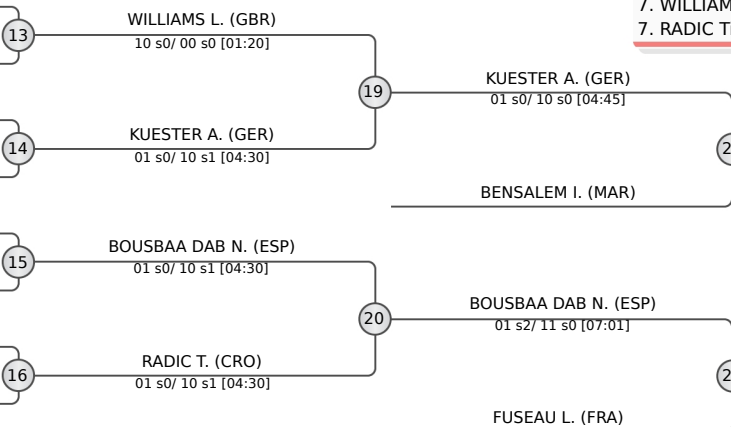 7. WILLIAM
7. RADIC T
WILLIAMS L. (GBR)
13
10 s0/ 00 s0 [01:20]
KUESTER A. (GER)
19
01 s0/ 10 s0 [04:45]
KUESTER A. (GER)
14
01 s0/ 10 s1 [04:30]
2
BENSALEM I. (MAR)
BOUSBAA DAB N. (ESP)
15
01 s0/ 10 s1 [04:30]
BOUSBAA DAB N. (ESP)
20
01 s2/ 11 s0 [07:01]
RADIC T. (CRO)
16
01 s0/ 10 s1 [04:30]
2
FUSEAU L. (FRA)